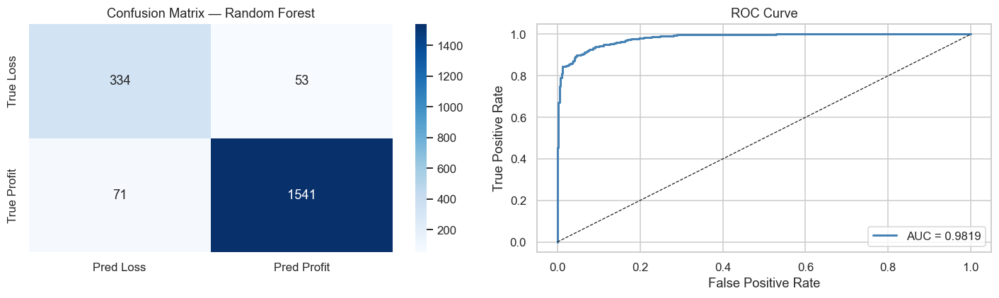 Confusion Matrix — Random Forest
True Loss
True Profit
334
53
71
1541
Pred Loss
Pred Profit
1400
1200
1000
800
600
400
200
ROC Curve
True Positive Rate
1.0
0.8
0.6
0.4
0.2
0.0
AUC = 0.9819
0.0
0.2
0.4
0.6
0.8
1.0
False Positive Rate